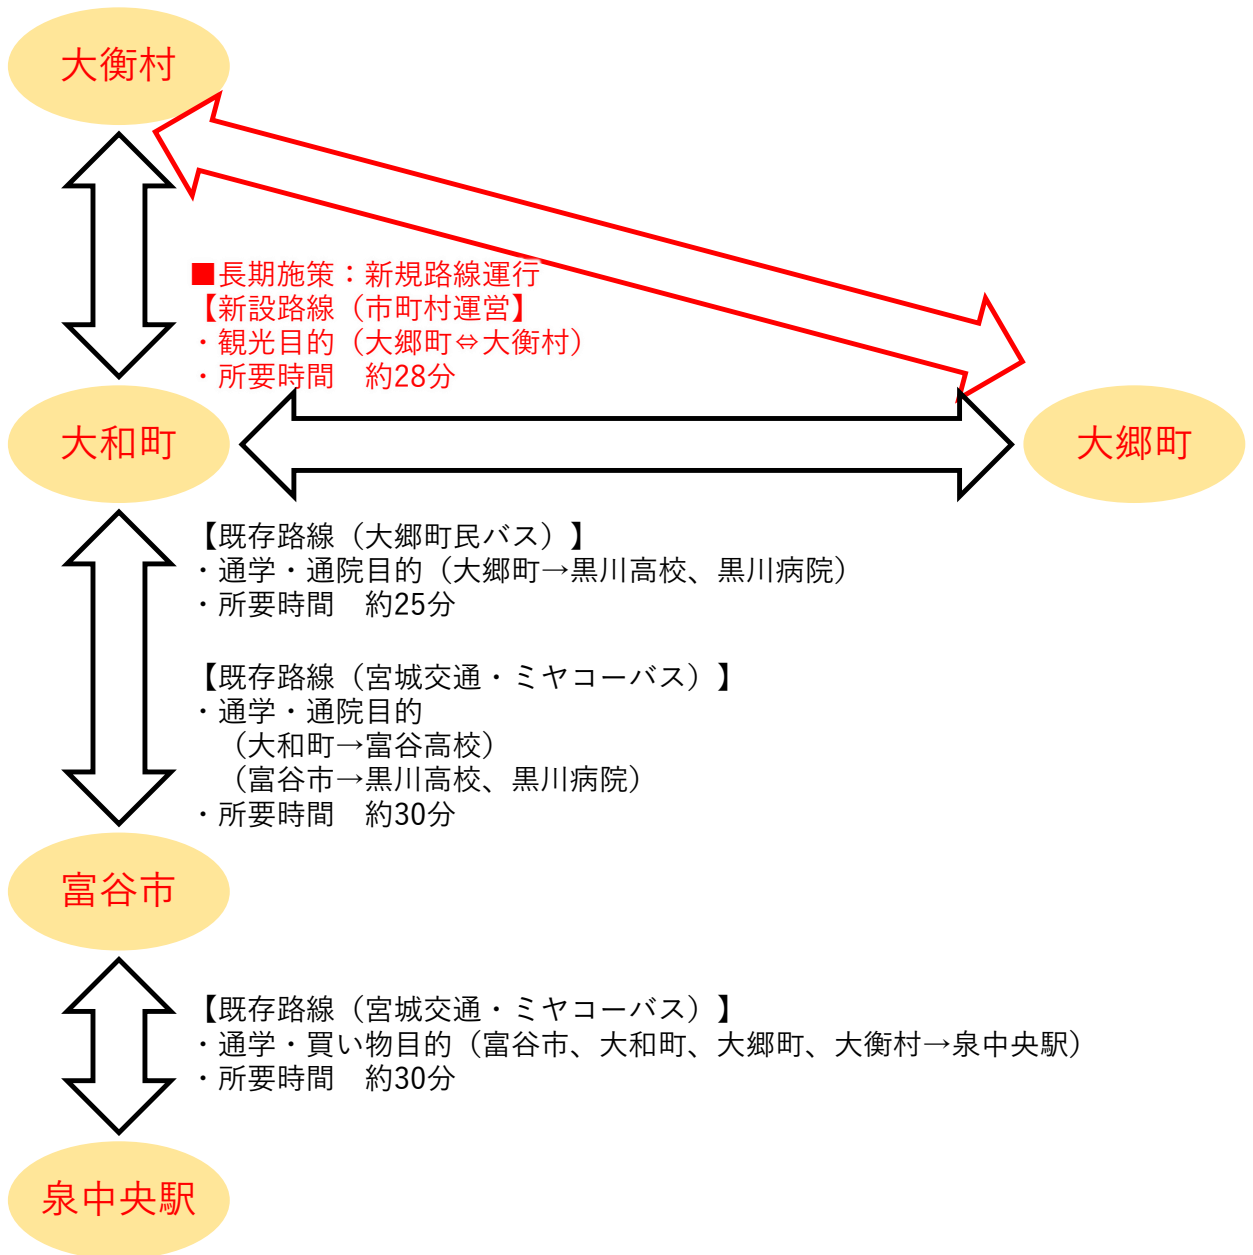 大衡村
■長期施策：新規路線運行
【新設路線（市町村運営】
・観光目的（大郷町⇔大衡村）
・所要時間　約28分
大和町
大郷町
【既存路線（大郷町民バス）】
・通学・通院目的（大郷町→黒川高校、黒川病院）
・所要時間　約25分
【既存路線（宮城交通・ミヤコーバス）】
・通学・通院目的
（大和町→富谷高校）
（富谷市→黒川高校、黒川病院）
・所要時間　約30分
富谷市
【既存路線（宮城交通・ミヤコーバス）】
・通学・買い物目的（富谷市、大和町、大郷町、大衡村→泉中央駅）
・所要時間　約30分
泉中央駅